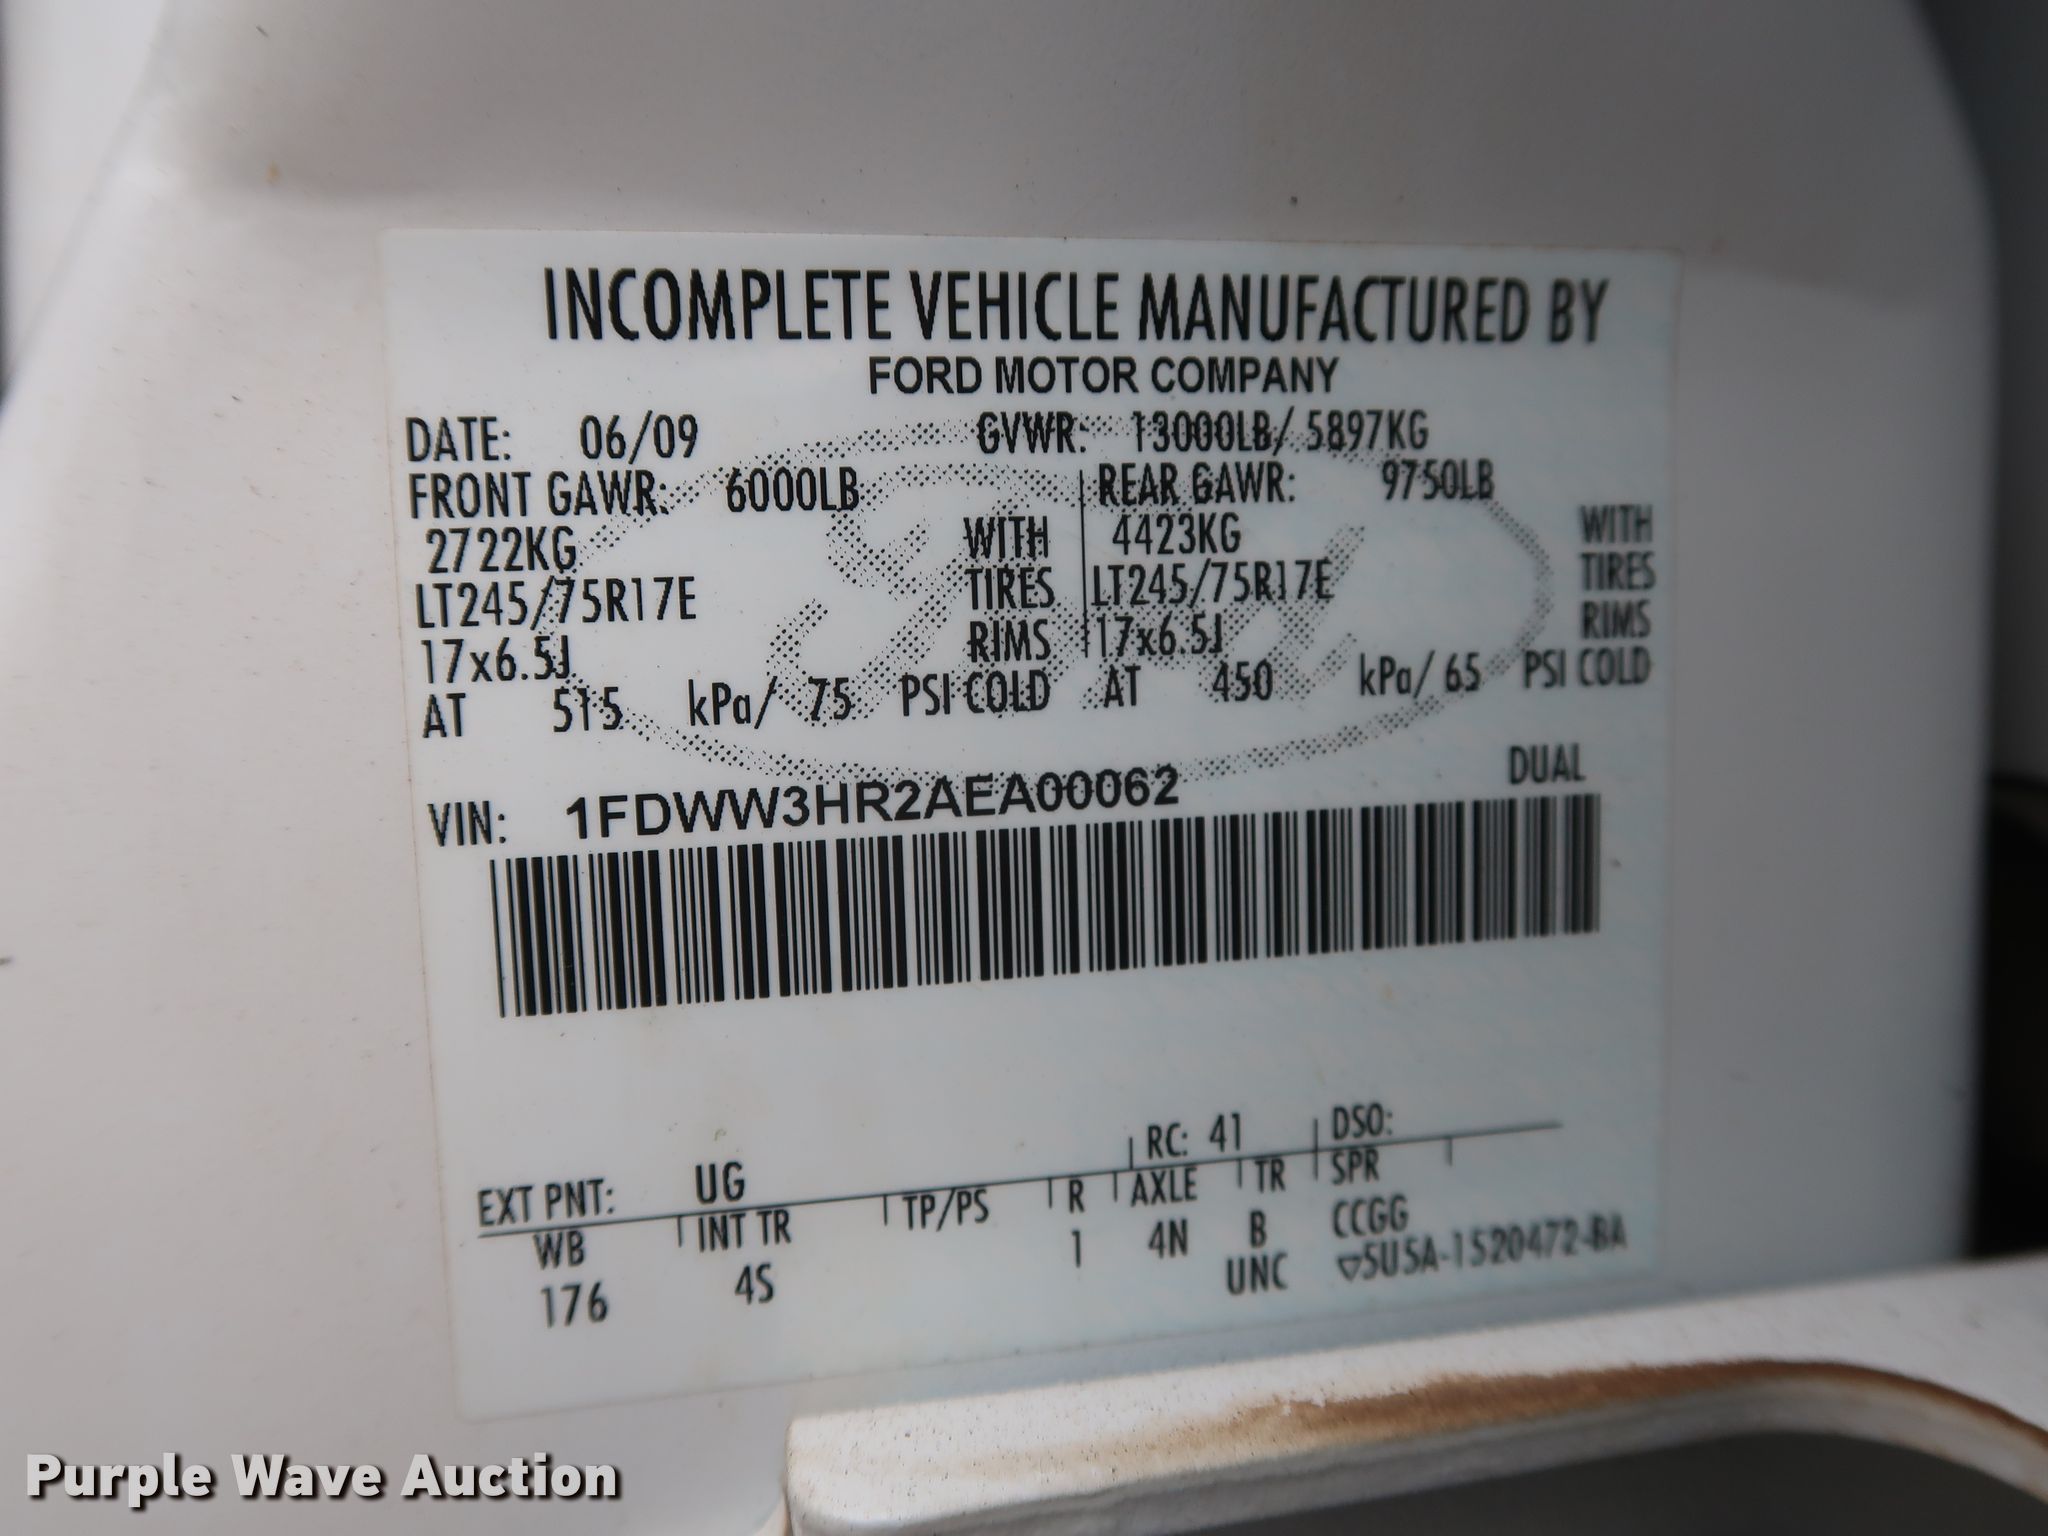 INCOMPLETE VEHICLE MANUFACTURED BY
FORD MOTOR COMPANY
DATE: 06/09 GVWR: 13000LB/ 5897KG
FRONT GAWR: 6000LB REAR GAWR: 9750LB
2722KG WITH 4423KG WITH
LT245/75R17E TIRES LT245/75R17E TIRES
17x6.5J RIMS 17x6.5J RIMS
AT 515 kPa/ 75 PSI COLD AT 450 kPa/ 65 PSI COLD
VIN: 1FDWW3HR2AEA00062 DUAL
EXT PNT: UG RC: 41 DSO:
WB INT TR TP/PS R AXLE TR SPR
176 4S 1 4N B CCGG
UNC ▽5U5A-1520472-BA
Purple Wave Auction